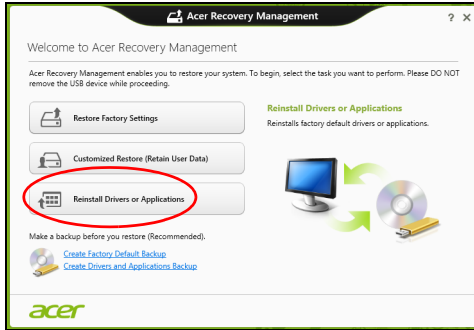 Acer Recovery Management
? X
Welcome to Acer Recovery Management
Acer Recovery Management enables you to restore your system. To begin, select the task you want to perform. Please DO NOT
remove the USB device while proceeding.
Restore Factory Settings
Customized Restore (Retain User Data)
Reinstall Drivers or Applications
Reinstall Drivers or Applications
Reinstalls factory default drivers or applications.
Make a backup before you restore (Recommended).
Create Factory Default Backup
Create Drivers and Applications Backup
acer